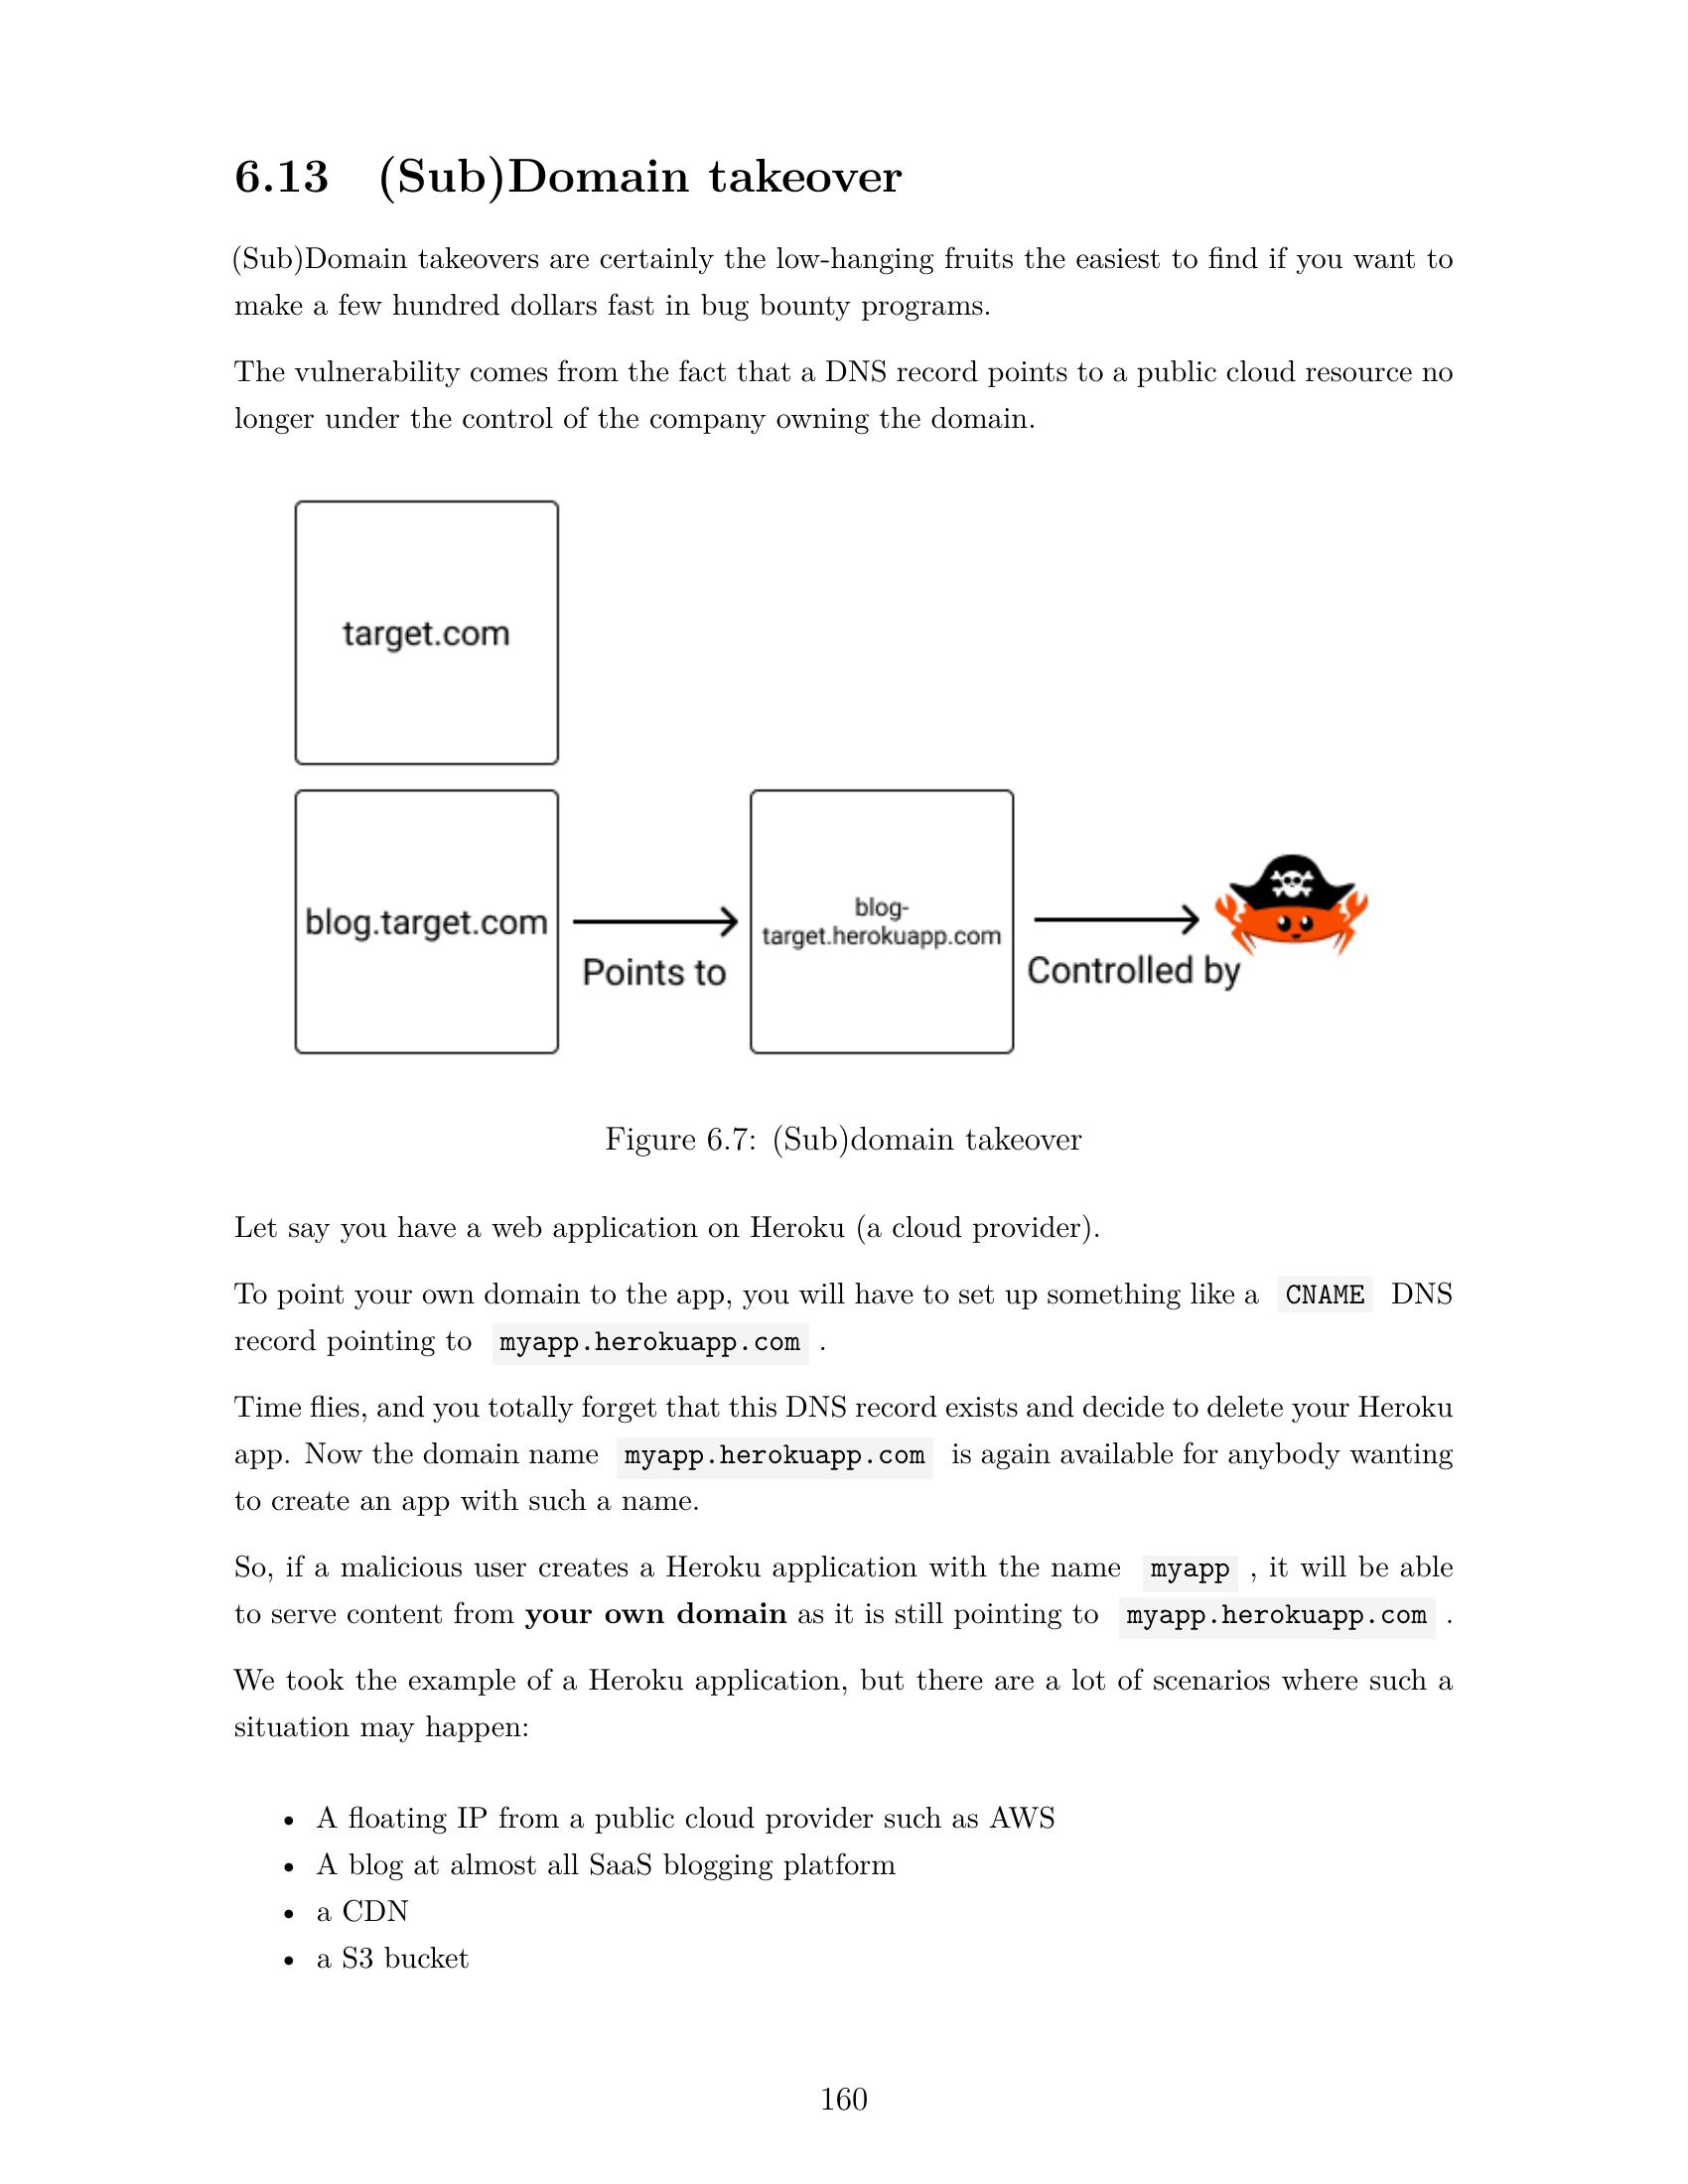 6.13 (Sub)Domain takeover
(Sub)Domain takeovers are certainly the low-hanging fruits the easiest to find if you want to
make a few hundred dollars fast in bug bounty programs.
The vulnerability comes from the fact that a DNS record points to a public cloud resource no
longer under the control of the company owning the domain.
target.com
blog.target.com
Points to
blog-
target.herokuapp.com
Controlled by
Figure 6.7: (Sub)domain takeover
Let say you have a web application on Heroku (a cloud provider).
To point your own domain to the app, you will have to set up something like a CNAME DNS
record pointing to myapp.herokuapp.com .
Time flies, and you totally forget that this DNS record exists and decide to delete your Heroku
app. Now the domain name myapp.herokuapp.com is again available for anybody wanting
to create an app with such a name.
So, if a malicious user creates a Heroku application with the name myapp , it will be able
to serve content from your own domain as it is still pointing to myapp.herokuapp.com .
We took the example of a Heroku application, but there are a lot of scenarios where such a
situation may happen:
• A floating IP from a public cloud provider such as AWS
• A blog at almost all SaaS blogging platform
• a CDN
• a S3 bucket
160